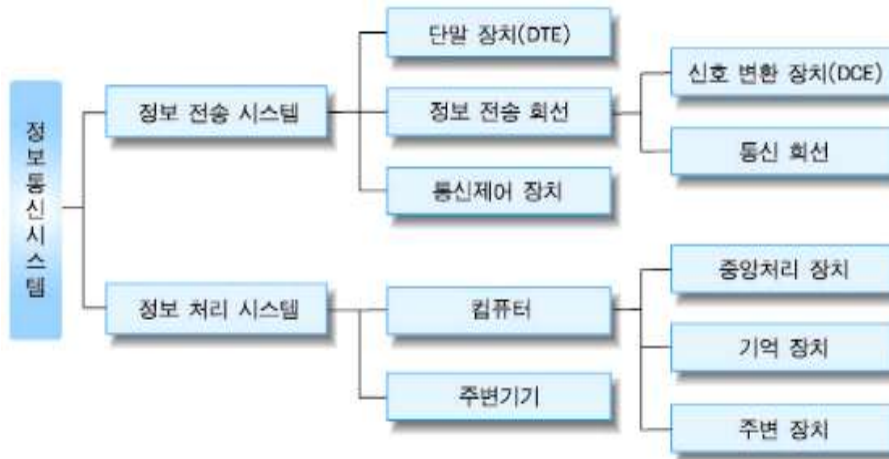 정보통신시스템
정보 전송 시스템
단말 장치(DTE)
정보 전송 회선
신호 변환 장치(DCE)
통신 회선
통신제어 장치
정보 처리 시스템
컴퓨터
중앙처리 장치
기억 장치
주변 장치
주변기기